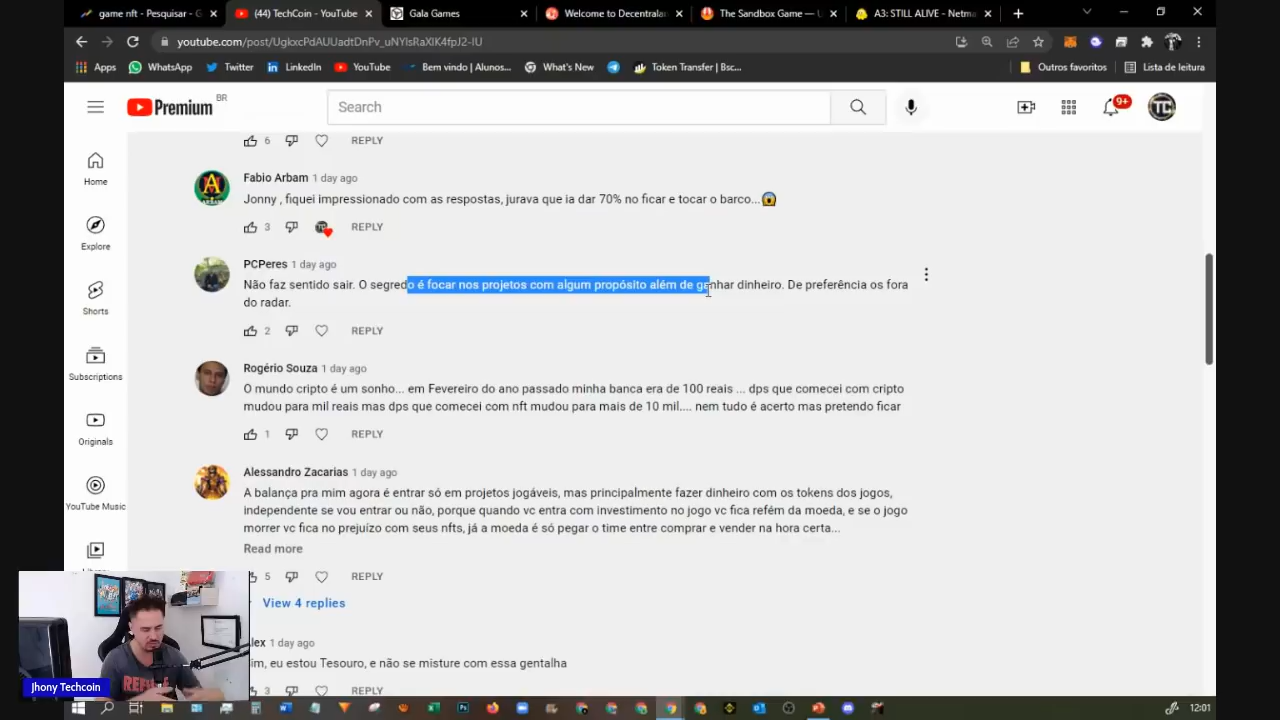 game nft - Pesquisar - G
(44) TechCoin - YouTube
Gala Games
Welcome to Decentralan
The Sandbox Game — U
A3: STILL ALIVE - Netma
youtube.com/post/UgkxcPdAUUadtDnPv_uNYlsRaXlK4fpJ2-IU
Apps
WhatsApp
Twitter
LinkedIn
YouTube
Bem vindo | Alunos...
What's New
Token Transfer | Bsc...
Outros favoritos
Lista de leitura
Premium BR
Search
9+
TC
Home
Explore
Shorts
Subscriptions
Originals
YouTube Music
6 REPLY
Fabio Arbam 1 day ago
Jonny , fiquei impressionado com as respostas, jurava que ia dar 70% no ficar e tocar o barco...😱
3 REPLY
PCPeres 1 day ago
Não faz sentido sair. O segredo é focar nos projetos com algum propósito além de ganhar dinheiro. De preferência os fora
do radar.
2 REPLY
Rogério Souza 1 day ago
O mundo cripto é um sonho... em Fevereiro do ano passado minha banca era de 100 reais ... dps que comecei com cripto
mudou para mil reais mas dps que comecei com nft mudou para mais de 10 mil.... nem tudo é acerto mas pretendo ficar
1 REPLY
Alessandro Zacarias 1 day ago
A balança pra mim agora é entrar só em projetos jogáveis, mas principalmente fazer dinheiro com os tokens dos jogos,
independente se vou entrar ou não, porque quando vc entra com investimento no jogo vc fica refém da moeda, e se o jogo
morrer vc fica no prejuízo com seus nfts, já a moeda é só pegar o time entre comprar e vender na hora certa...
Read more
5 REPLY
View 4 replies
lex 1 day ago
im, eu estou Tesouro, e não se misture com essa gentalha
3 REPLY
Jhony Techcoin
12:01